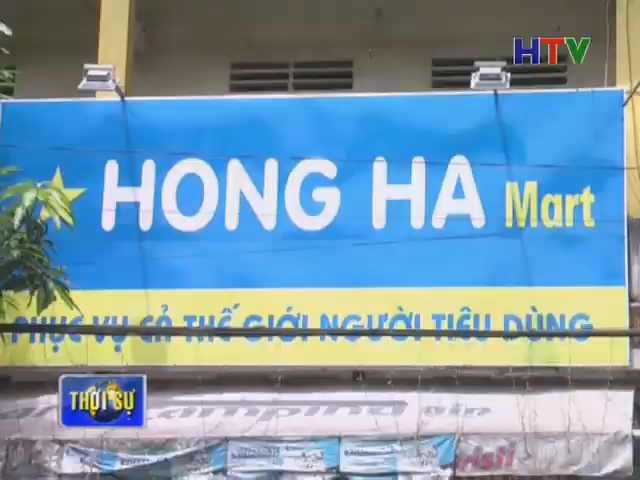 HTV
HONG HA Mart
PHỤC VỤ CẢ THẾ GIỚI NGƯỜI TIÊU DÙNG
THỜI SỰ